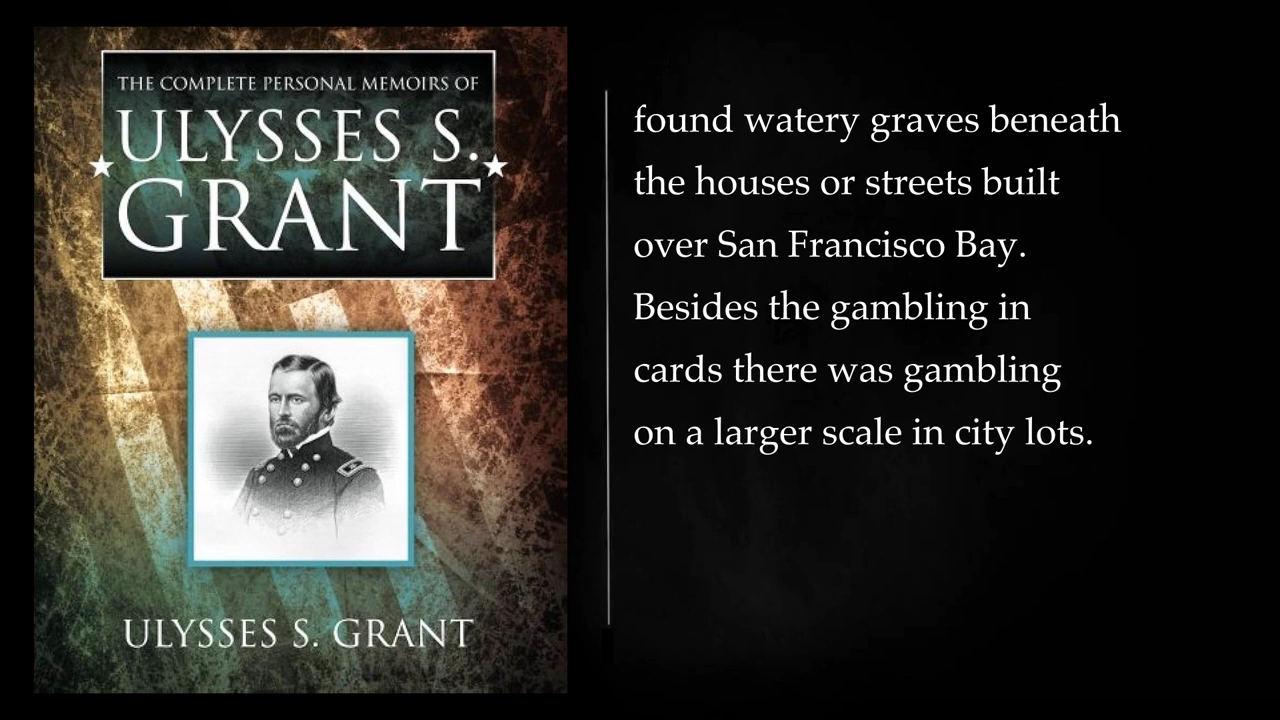 THE COMPLETE PERSONAL MEMOIRS OF
ULYSSES S.
GRANT
ULYSSES S. GRANT
found watery graves beneath
the houses or streets built
over San Francisco Bay.
Besides the gambling in
cards there was gambling
on a larger scale in city lots.